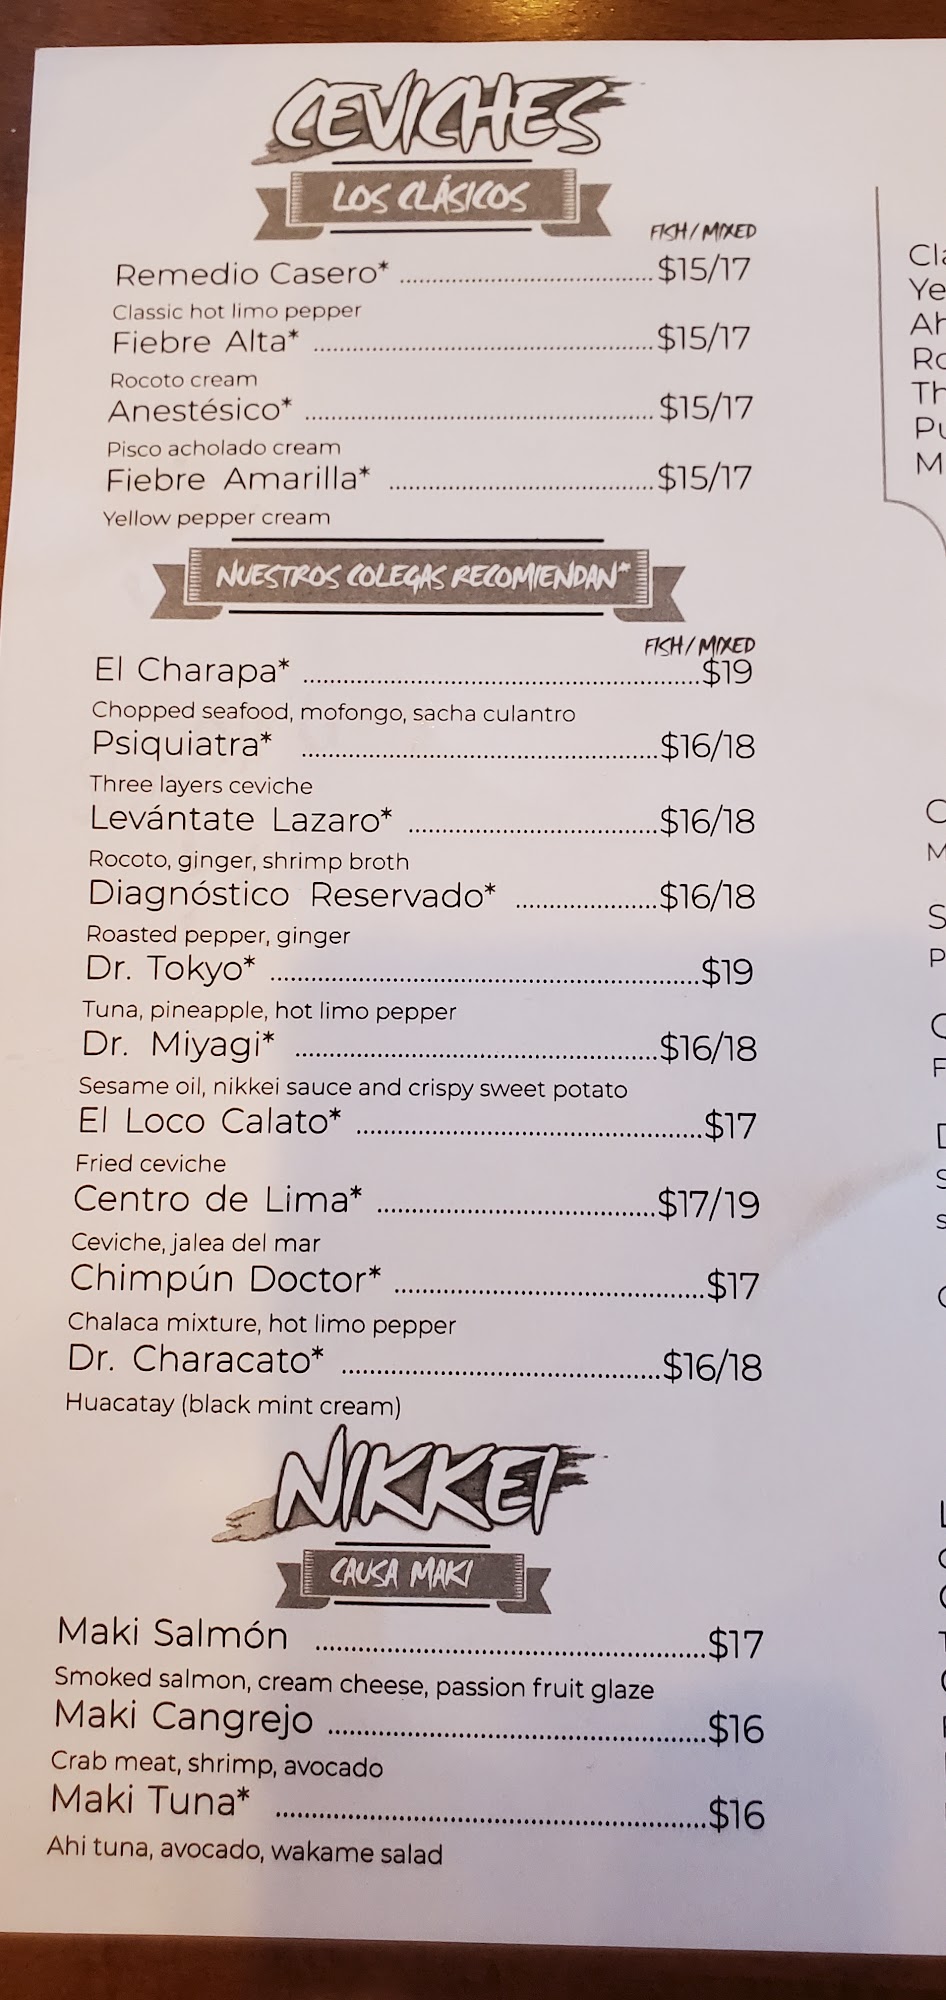 CEVICHES
LOS CLÁSICOS
FISH / MIXED
Remedio Casero* ........ $15/17
Classic hot limo pepper
Fiebre Alta* ........ $15/17
Rocoto cream
Anestésico* ........ $15/17
Pisco acholado cream
Fiebre Amarilla* ........ $15/17
Yellow pepper cream
NUESTROS COLEGAS RECOMIENDAN*
FISH / MIXED
El Charapa* ........ $19
Chopped seafood, mofongo, sacha culantro
Psiquiatra* ........ $16/18
Three layers ceviche
Levántate Lazaro* ........ $16/18
Rocoto, ginger, shrimp broth
Diagnóstico Reservado* ........ $16/18
Roasted pepper, ginger
Dr. Tokyo* ........ $19
Tuna, pineapple, hot limo pepper
Dr. Miyagi* ........ $16/18
Sesame oil, nikkei sauce and crispy sweet potato
El Loco Calato* ........ $17
Fried ceviche
Centro de Lima* ........ $17/19
Ceviche, jalea del mar
Chimpún Doctor* ........ $17
Chalaca mixture, hot limo pepper
Dr. Characato* ........ $16/18
Huacatay (black mint cream)
NIKKEI
CAUSA MAKI
Maki Salmón ........ $17
Smoked salmon, cream cheese, passion fruit glaze
Maki Cangrejo ........ $16
Crab meat, shrimp, avocado
Maki Tuna* ........ $16
Ahi tuna, avocado, wakame salad